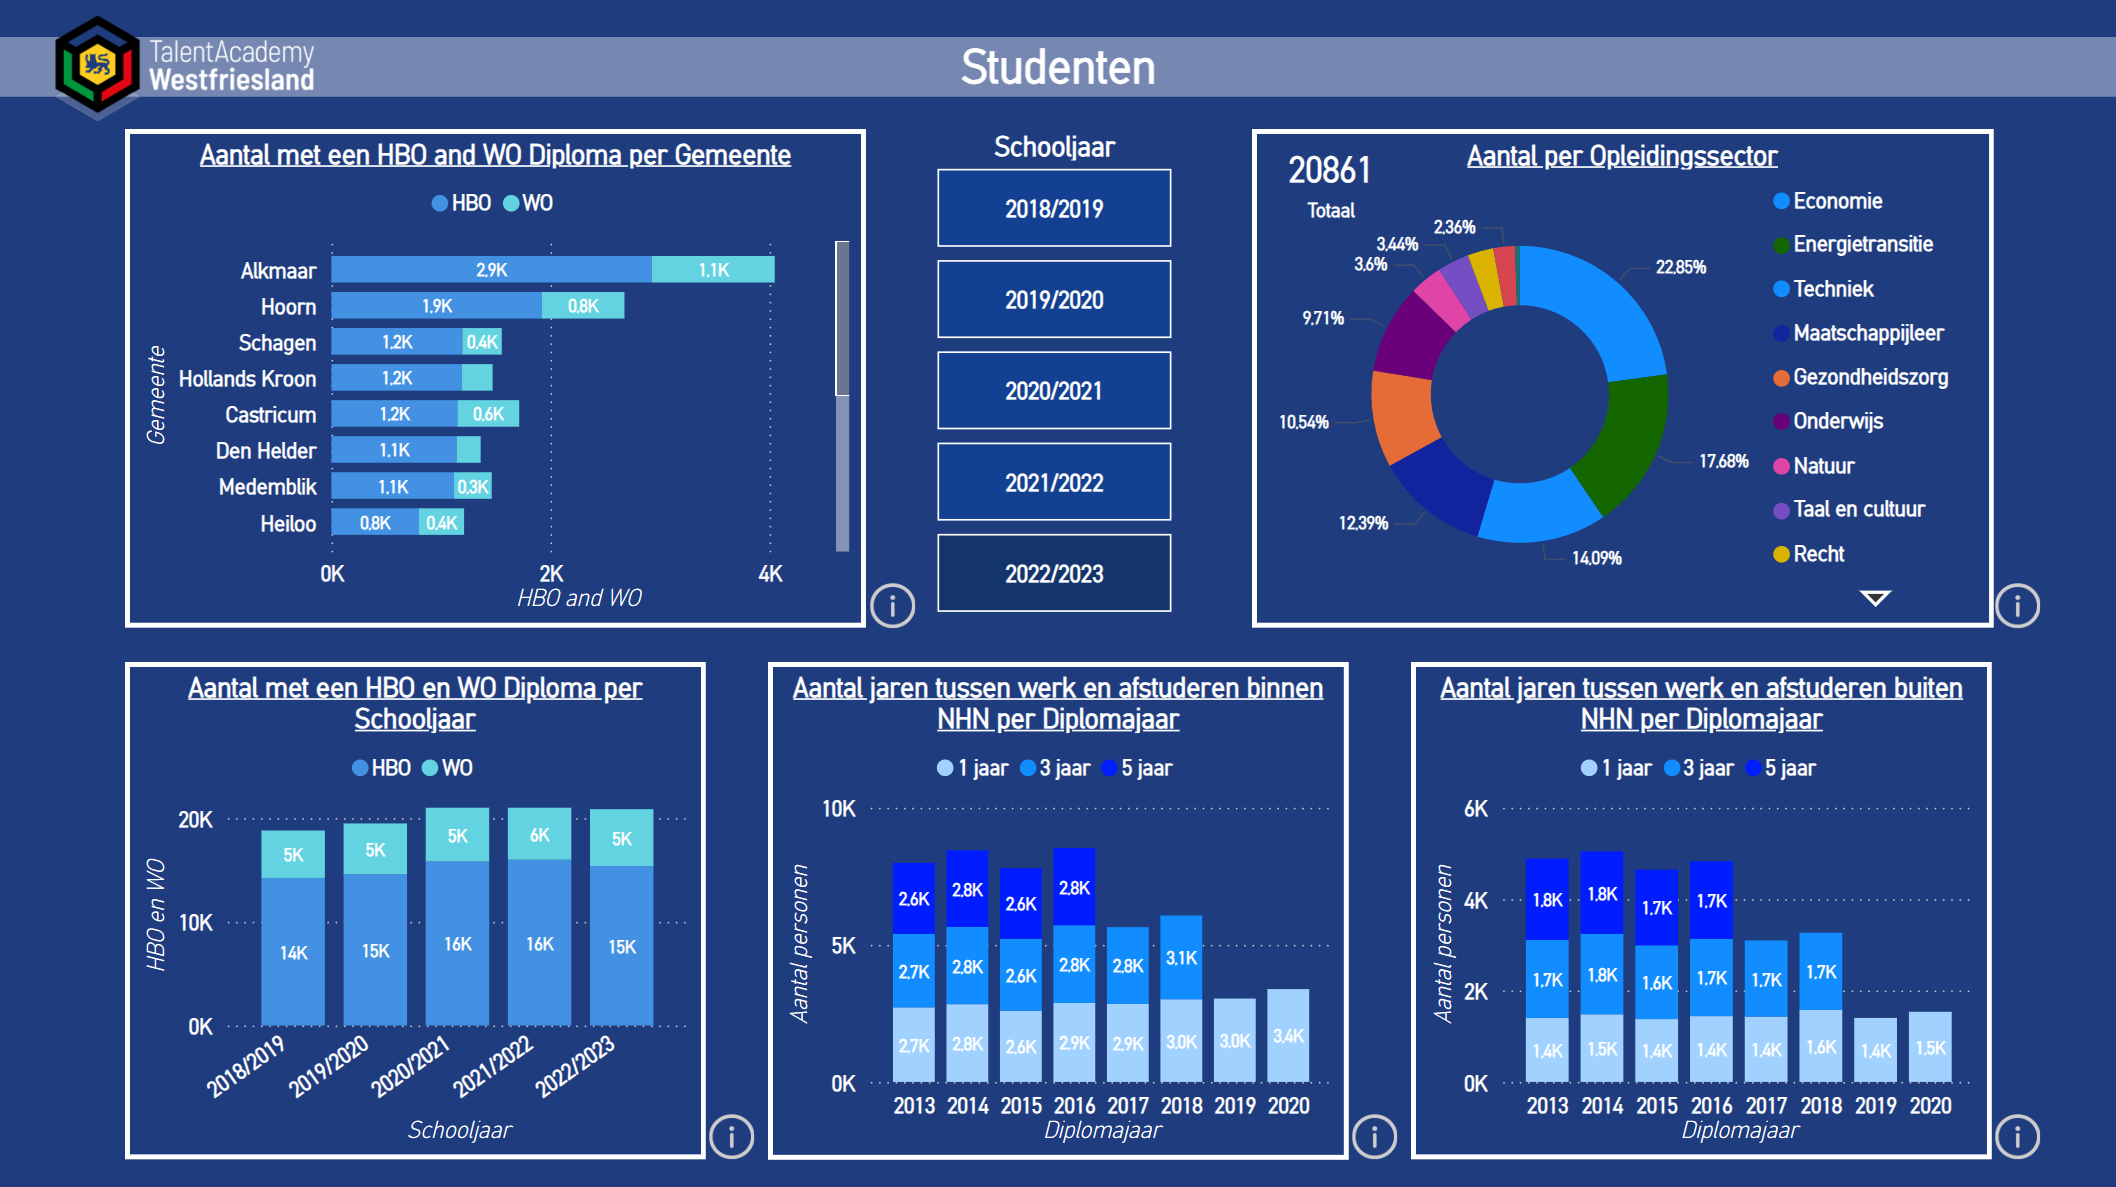 TalentAcademy
Westfriesland
Studenten
Aantal met een HBO and WO Diploma per Gemeente
HBO WO
Gemeente
Alkmaar 2,9K 1,1K
Hoorn 1,9K 0,8K
Schagen 1,2K 0,4K
Hollands Kroon 1,2K
Castricum 1,2K 0,6K
Den Helder 1,1K
Medemblik 1,1K 0,3K
Heiloo 0,8K 0,4K
0K 2K 4K
HBO and WO
Schooljaar
2018/2019
2019/2020
2020/2021
2021/2022
2022/2023
20861
Totaal
Aantal per Opleidingssector
22,85%
17,68%
14,09%
12,39%
10,54%
9,71%
3,6%
3,44%
2,36%
Economie
Energietransitie
Techniek
Maatschappijleer
Gezondheidszorg
Onderwijs
Natuur
Taal en cultuur
Recht
Aantal met een HBO en WO Diploma per
Schooljaar
HBO WO
HBO en WO
20K
10K
0K
5K 5K 5K 6K 5K
14K 15K 16K 16K 15K
2018/2019 2019/2020 2020/2021 2021/2022 2022/2023
Schooljaar
Aantal jaren tussen werk en afstuderen binnen
NHN per Diplomajaar
1 jaar 3 jaar 5 jaar
Aantal personen
10K
5K
0K
2,6K 2,8K 2,6K 2,8K
2,7K 2,8K 2,6K 2,8K 2,8K 3,1K
2,7K 2,8K 2,6K 2,9K 2,9K 3,0K 3,0K 3,4K
2013 2014 2015 2016 2017 2018 2019 2020
Diplomajaar
Aantal jaren tussen werk en afstuderen buiten
NHN per Diplomajaar
1 jaar 3 jaar 5 jaar
Aantal personen
6K
4K
2K
0K
1,8K 1,8K 1,7K 1,7K
1,7K 1,8K 1,6K 1,7K 1,7K 1,7K
1,4K 1,5K 1,4K 1,4K 1,4K 1,6K 1,4K 1,5K
2013 2014 2015 2016 2017 2018 2019 2020
Diplomajaar